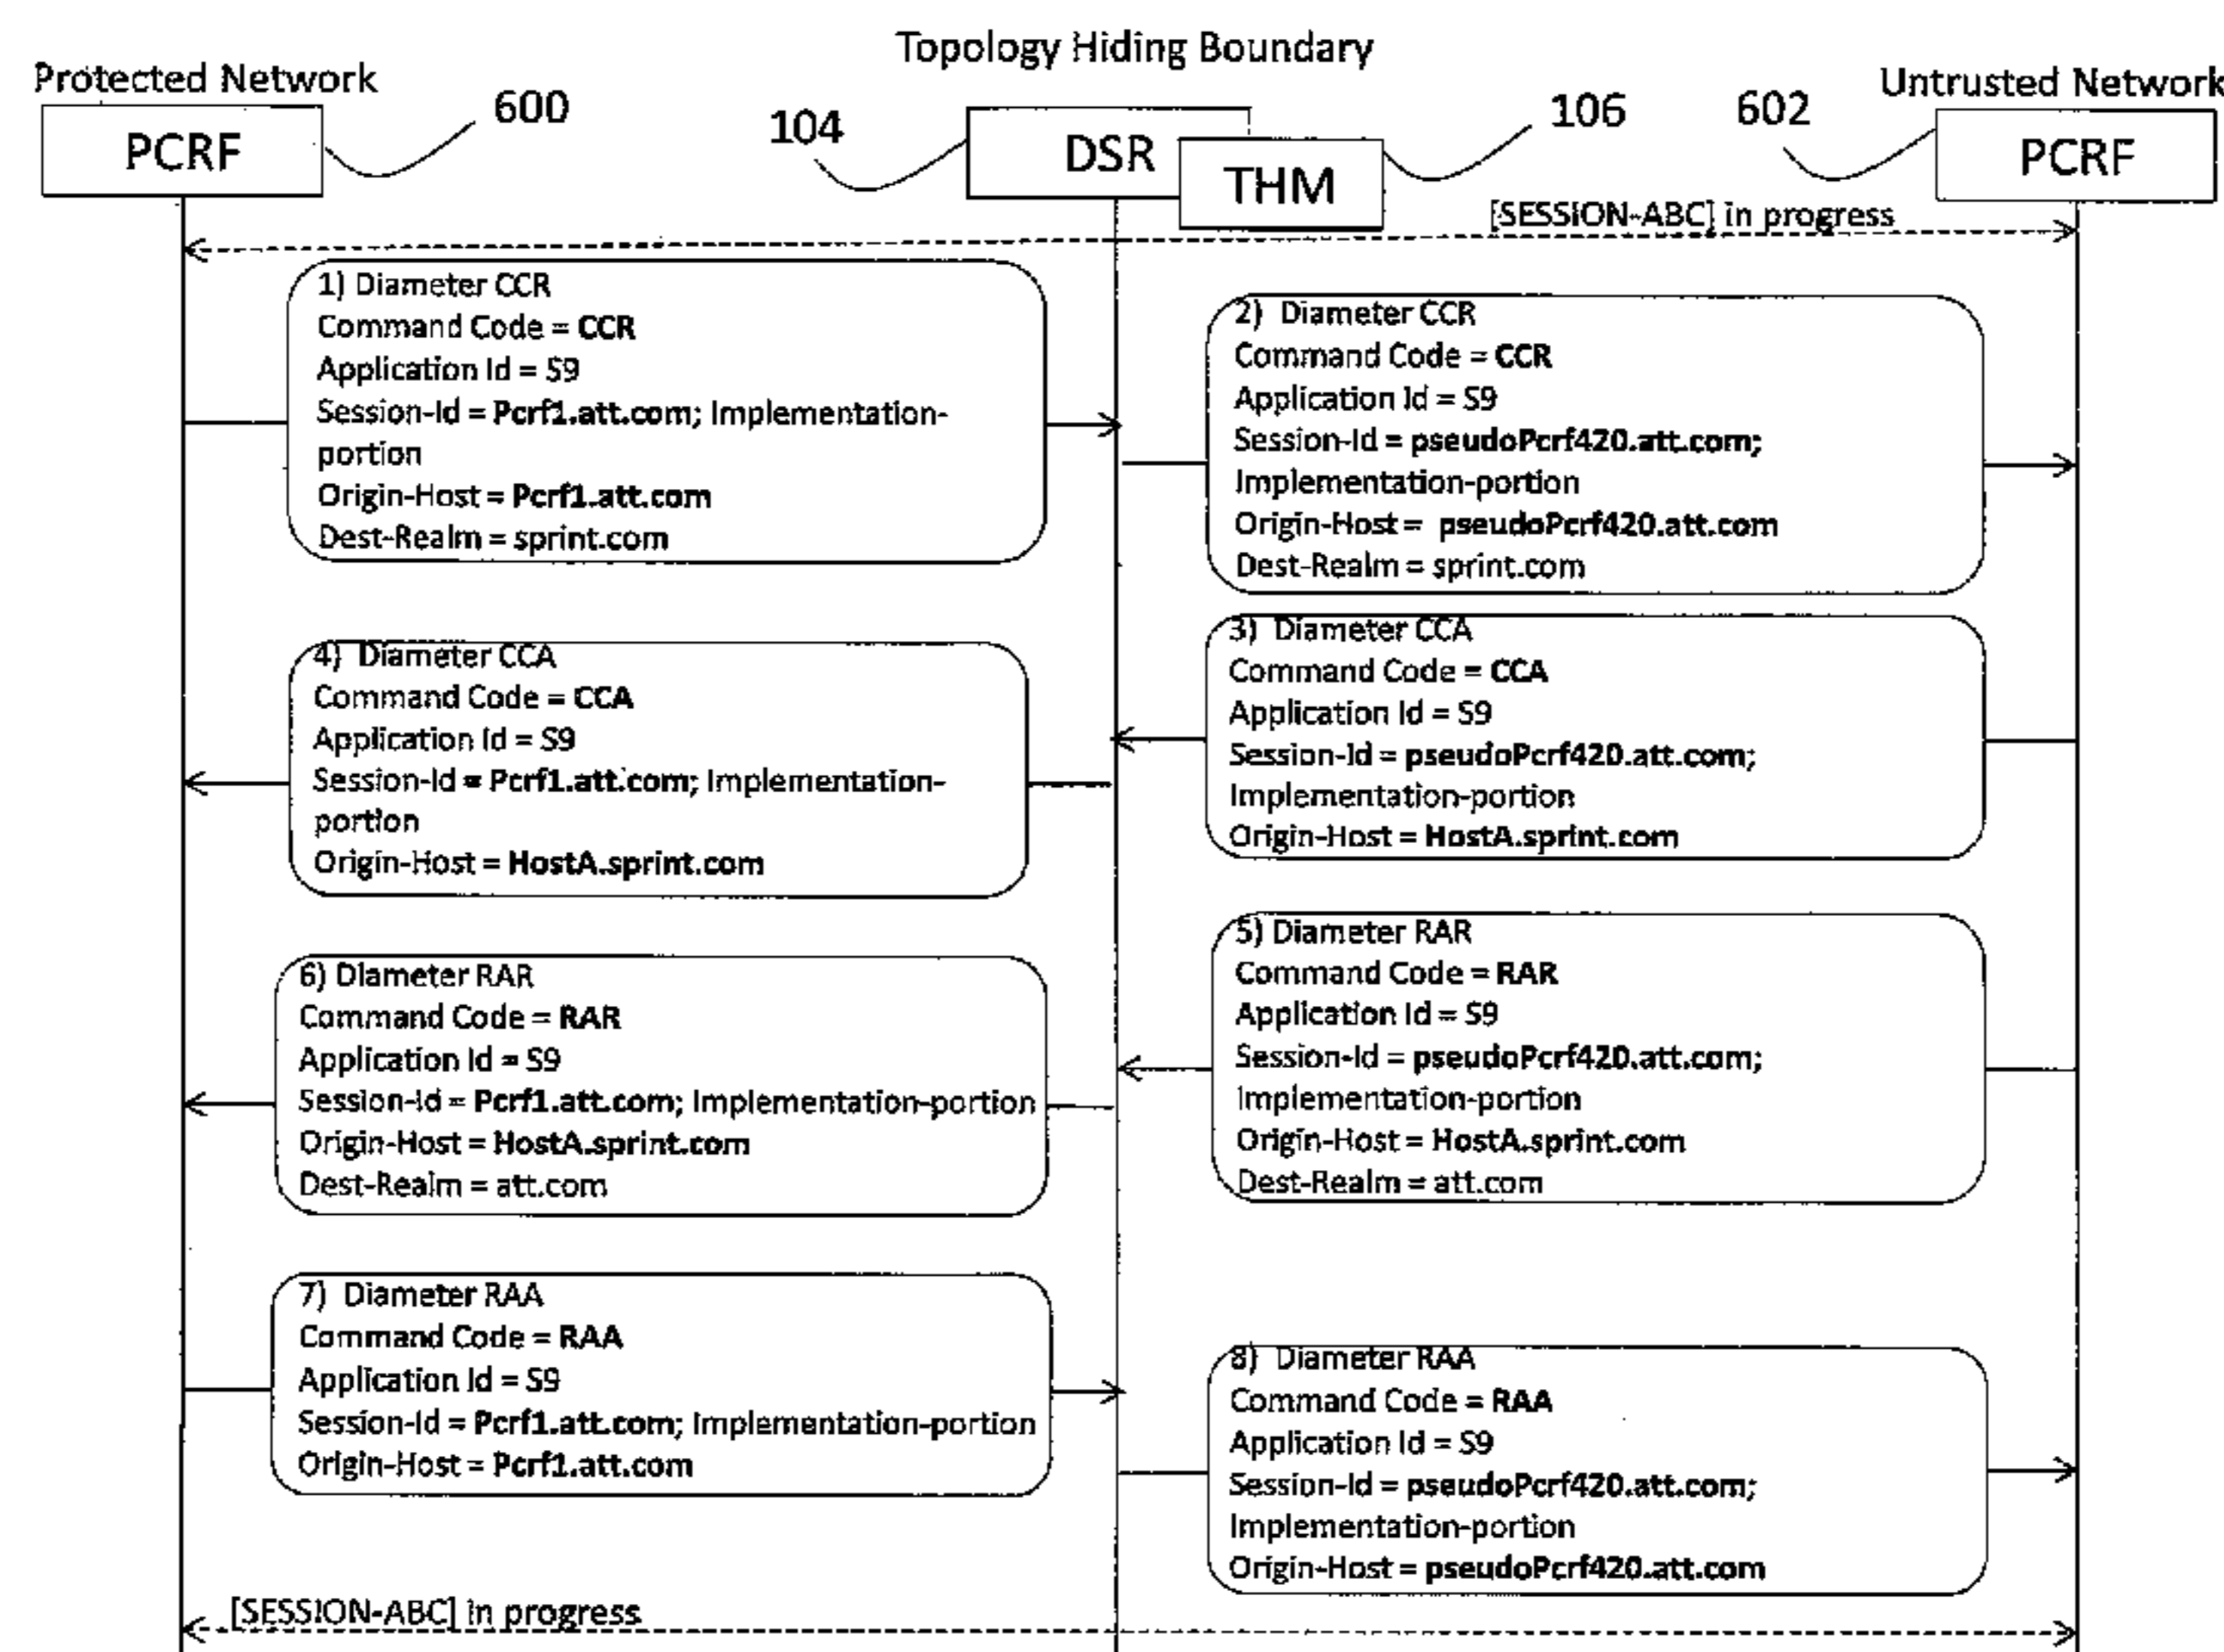 Topology Hiding Boundary
Protected Network
Untrusted Network
600
104
106
602
PCRF
DSR
THM
PCRF
[SESSION-ABC] in progress
1) Diameter CCR
Command Code = CCR
Application Id = S9
Session-Id = Pcrf1.att.com; Implementation-
portion
Origin-Host = Pcrf1.att.com
Dest-Realm = sprint.com
2) Diameter CCR
Command Code = CCR
Application Id = S9
Session-Id = pseudoPcrf420.att.com;
Implementation-portion
Origin-Host = pseudoPcrf420.att.com
Dest-Realm = sprint.com
3) Diameter CCA
Command Code = CCA
Application Id = S9
Session-Id = pseudoPcrf420.att.com;
Implementation-portion
Origin-Host = HostA.sprint.com
4) Diameter CCA
Command Code = CCA
Application Id = S9
Session-Id = Pcrf1.att.com; Implementation-
portion
Origin-Host = HostA.sprint.com
5) Diameter RAR
Command Code = RAR
Application Id = S9
Session-Id = pseudoPcrf420.att.com;
Implementation-portion
Origin-Host = HostA.sprint.com
Dest-Realm = att.com
6) Diameter RAR
Command Code = RAR
Application Id = S9
Session-Id = Pcrf1.att.com; Implementation-portion
Origin-Host = HostA.sprint.com
Dest-Realm = att.com
7) Diameter RAA
Command Code = RAA
Application Id = S9
Session-Id = Pcrf1.att.com; Implementation-portion
Origin-Host = Pcrf1.att.com
8) Diameter RAA
Command Code = RAA
Application Id = S9
Session-Id = pseudoPcrf420.att.com;
Implementation-portion
Origin-Host = pseudoPcrf420.att.com
[SESSION-ABC] in progress